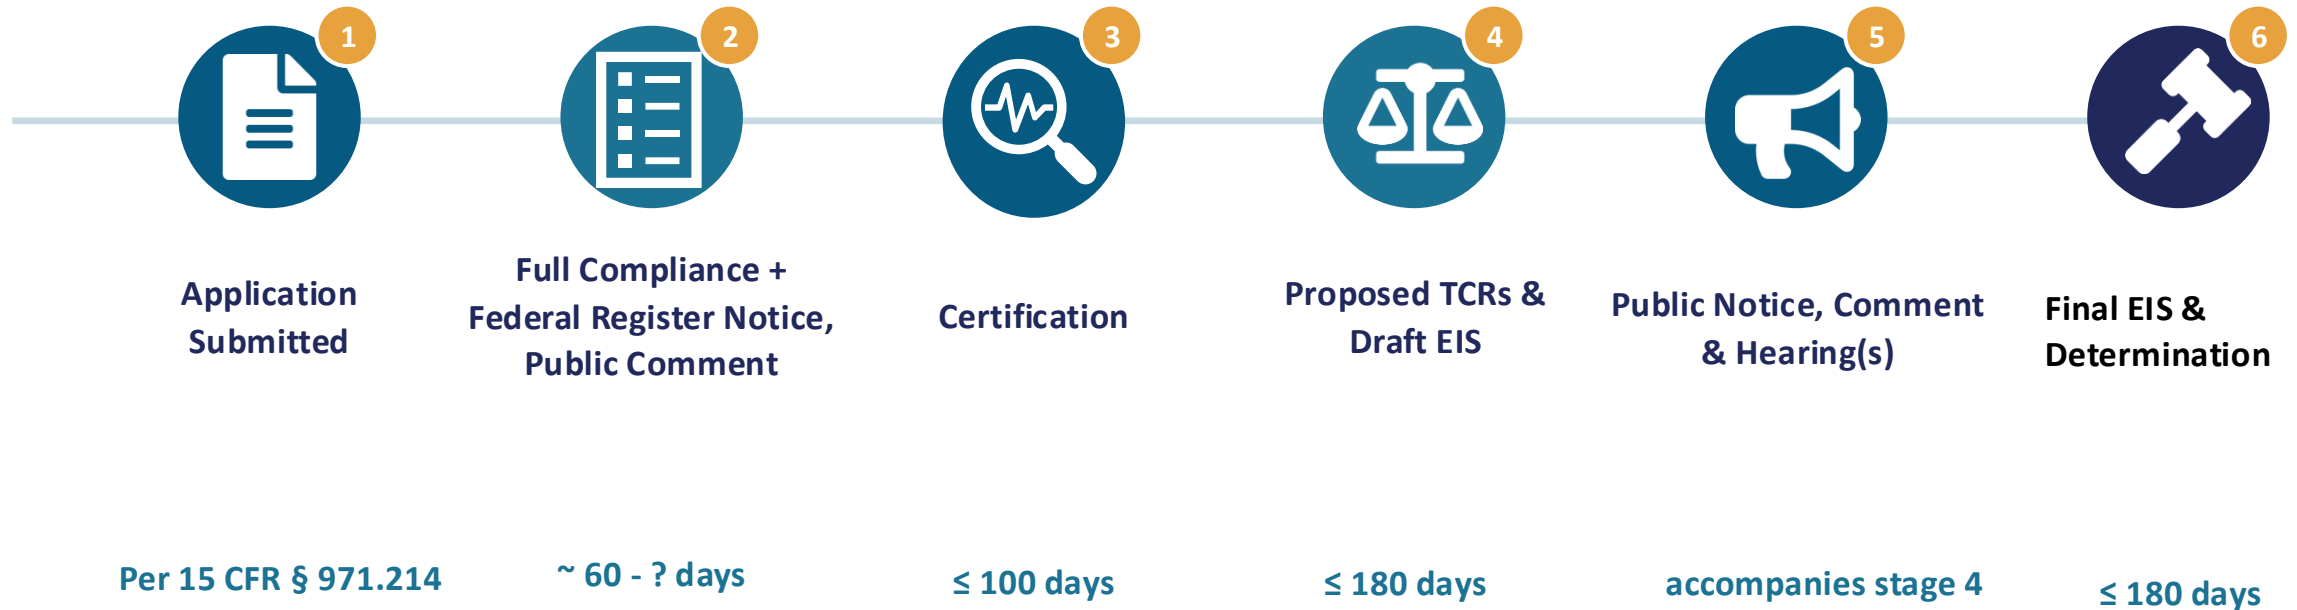 1
2
3
4
5
6
Application
Submitted
Full Compliance +
Federal Register Notice,
Public Comment
Certification
Proposed TCRs &
Draft EIS
Public Notice, Comment
& Hearing(s)
Final EIS &
Determination
Per 15 CFR § 971.214
~ 60 - ? days
≤ 100 days
≤ 180 days
accompanies stage 4
≤ 180 days